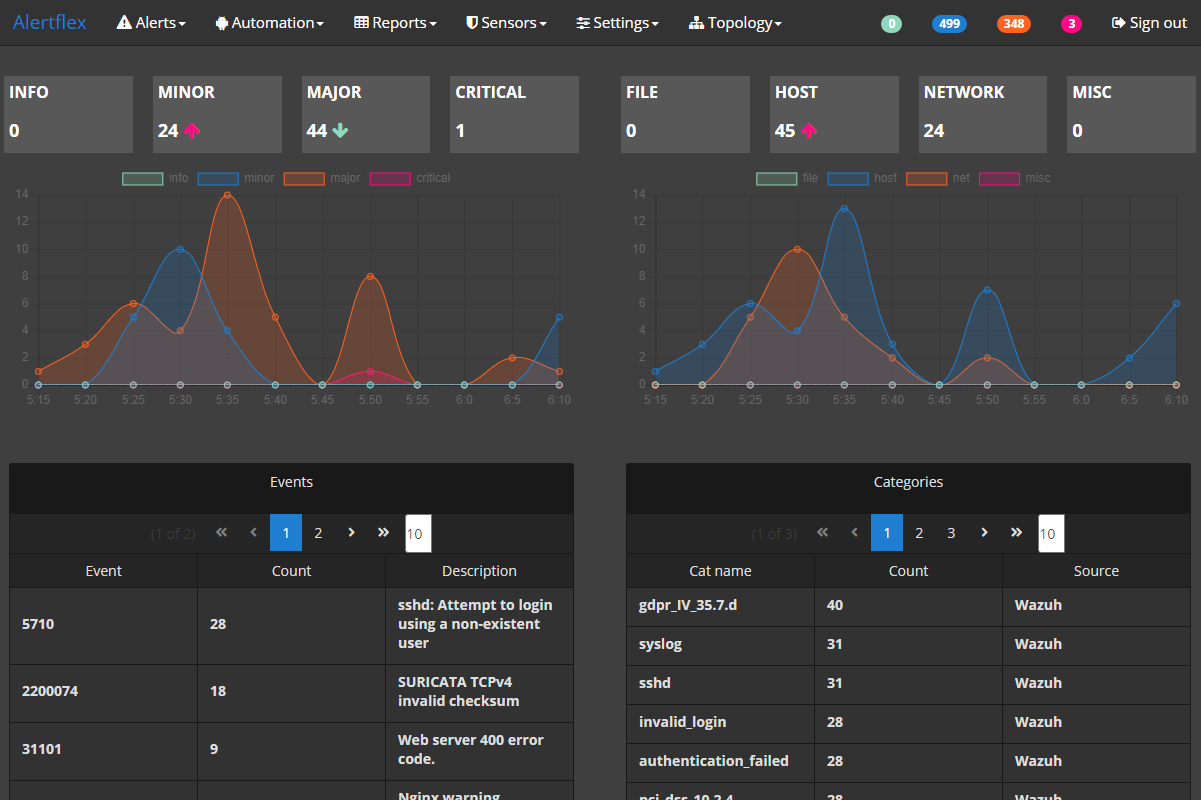 Alertflex Alerts Automation Reports Sensors Settings Topology 0 499 348 3 Sign out
INFO MINOR MAJOR CRITICAL FILE HOST NETWORK MISC
0 24 44 1 0 45 24 0
info minor major critical
14
12
10
8
6
4
2
0
5:15 5:20 5:25 5:30 5:35 5:40 5:45 5:50 5:55 6:0 6:5 6:10
file host net misc
14
12
10
8
6
4
2
0
5:15 5:20 5:25 5:30 5:35 5:40 5:45 5:50 5:55 6:0 6:5 6:10
Events
(1 of 2) 1 2 10
Event Count Description
5710 28 sshd: Attempt to login
using a non-existent
user
2200074 18 SURICATA TCPv4
invalid checksum
31101 9 Web server 400 error
code.
Nginx warning
Categories
(1 of 3) 1 2 3 10
Cat name Count Source
gdpr_IV_35.7.d 40 Wazuh
syslog 31 Wazuh
sshd 31 Wazuh
invalid_login 28 Wazuh
authentication_failed 28 Wazuh
pci_dss_10.2.4 28 Wazuh